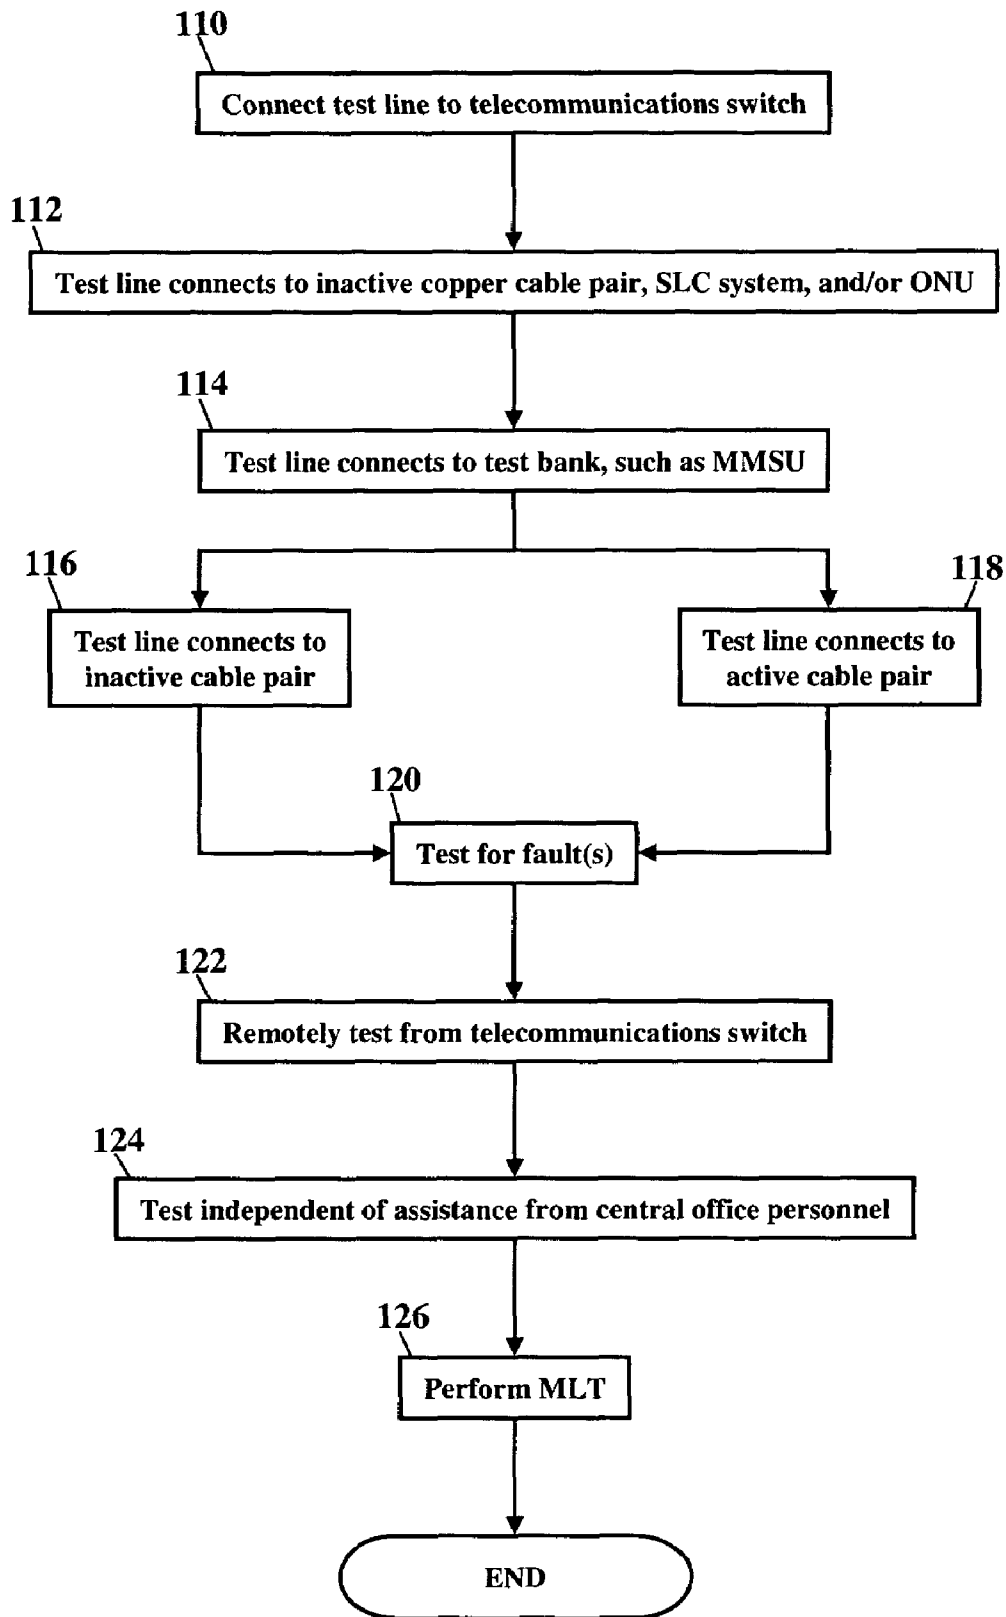 110
Connect test line to telecommunications switch
112
Test line connects to inactive copper cable pair, SLC system, and/or ONU
114
Test line connects to test bank, such as MMSU
116
Test line connects to
inactive cable pair
118
Test line connects to
active cable pair
120
Test for fault(s)
122
Remotely test from telecommunications switch
124
Test independent of assistance from central office personnel
126
Perform MLT
END